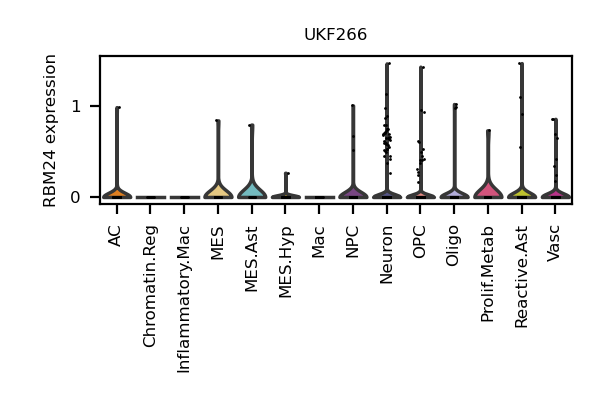 UKF266
RBM24 expression
1
0
AC
Chromatin.Reg
Inflammatory.Mac
MES
MES.Ast
MES.Hyp
Mac
NPC
Neuron
OPC
Oligo
Prolif.Metab
Reactive.Ast
Vasc